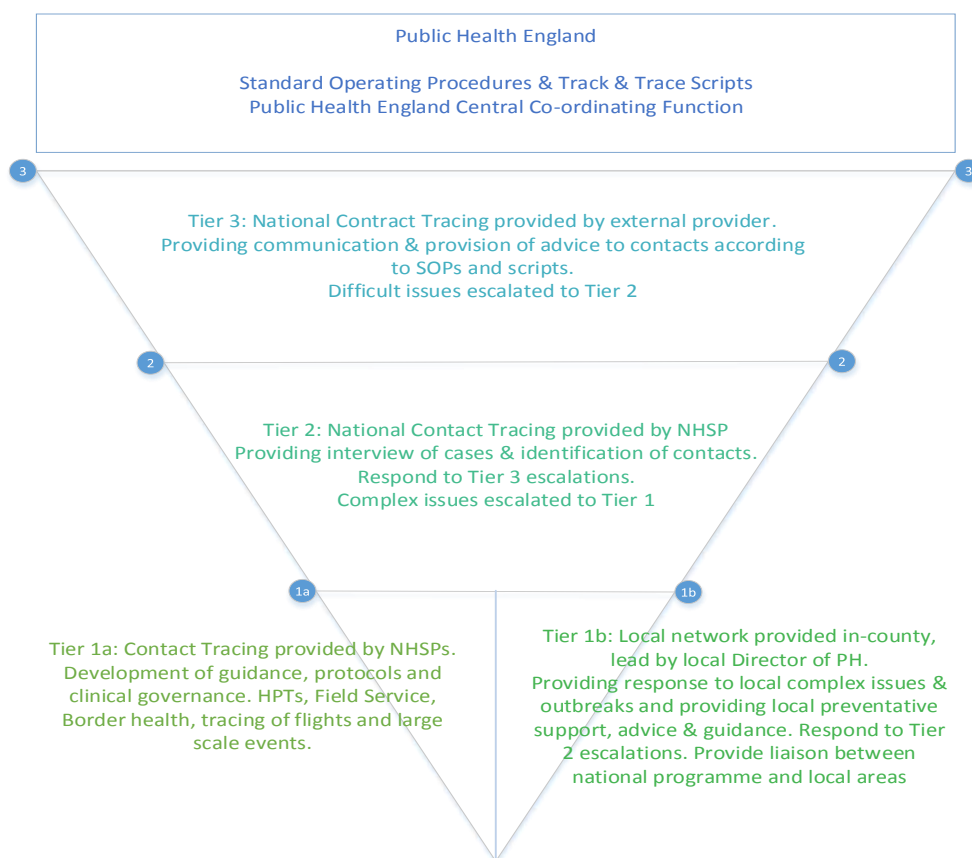 Public Health England
Standard Operating Procedures & Track & Trace Scripts
Public Health England Central Co-ordinating Function
3
3
Tier 3: National Contract Tracing provided by external provider.
Providing communication & provision of advice to contacts according
to SOPs and scripts.
Difficult issues escalated to Tier 2
2
2
Tier 2: National Contact Tracing provided by NHSP
Providing interview of cases & identification of contacts.
Respond to Tier 3 escalations.
Complex issues escalated to Tier 1
1a
1b
Tier 1a: Contact Tracing provided by NHSPs.
Development of guidance, protocols and
clinical governance. HPTs, Field Service,
Border health, tracing of flights and large
scale events.
Tier 1b: Local network provided in-county,
lead by local Director of PH.
Providing response to local complex issues &
outbreaks and providing local preventative
support, advice & guidance. Respond to Tier
2 escalations. Provide liaison between
national programme and local areas